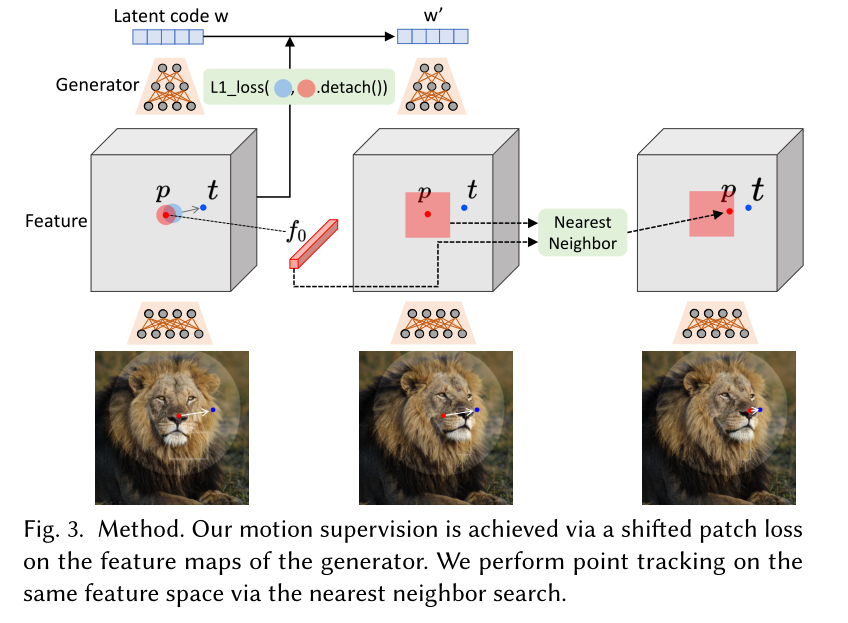 Latent code w
w’
Generator
L1_loss( , .detach())
p
t
p
t
p
t
Feature
f0
Nearest
Neighbor
Fig. 3. Method. Our motion supervision is achieved via a shifted patch loss
on the feature maps of the generator. We perform point tracking on the
same feature space via the nearest neighbor search.